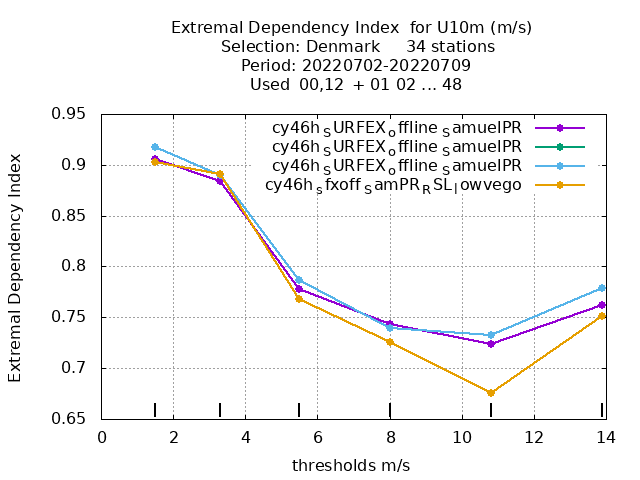 Extremal Dependency Index  for U10m (m/s)
Selection: Denmark     34 stations
Period: 20220702-20220709
Used  00,12  + 01 02 ... 48
cy46h_SURFEX_offline_SamuelPR
cy46h_SURFEX_offline_SamuelPR
cy46h_SURFEX_offline_SamuelPR
cy46h_sfxoff_SamPR_RSL_lowvego
Extremal Dependency Index
0.95
0.9
0.85
0.8
0.75
0.7
0.65
0 2 4 6 8 10 12 14
thresholds m/s